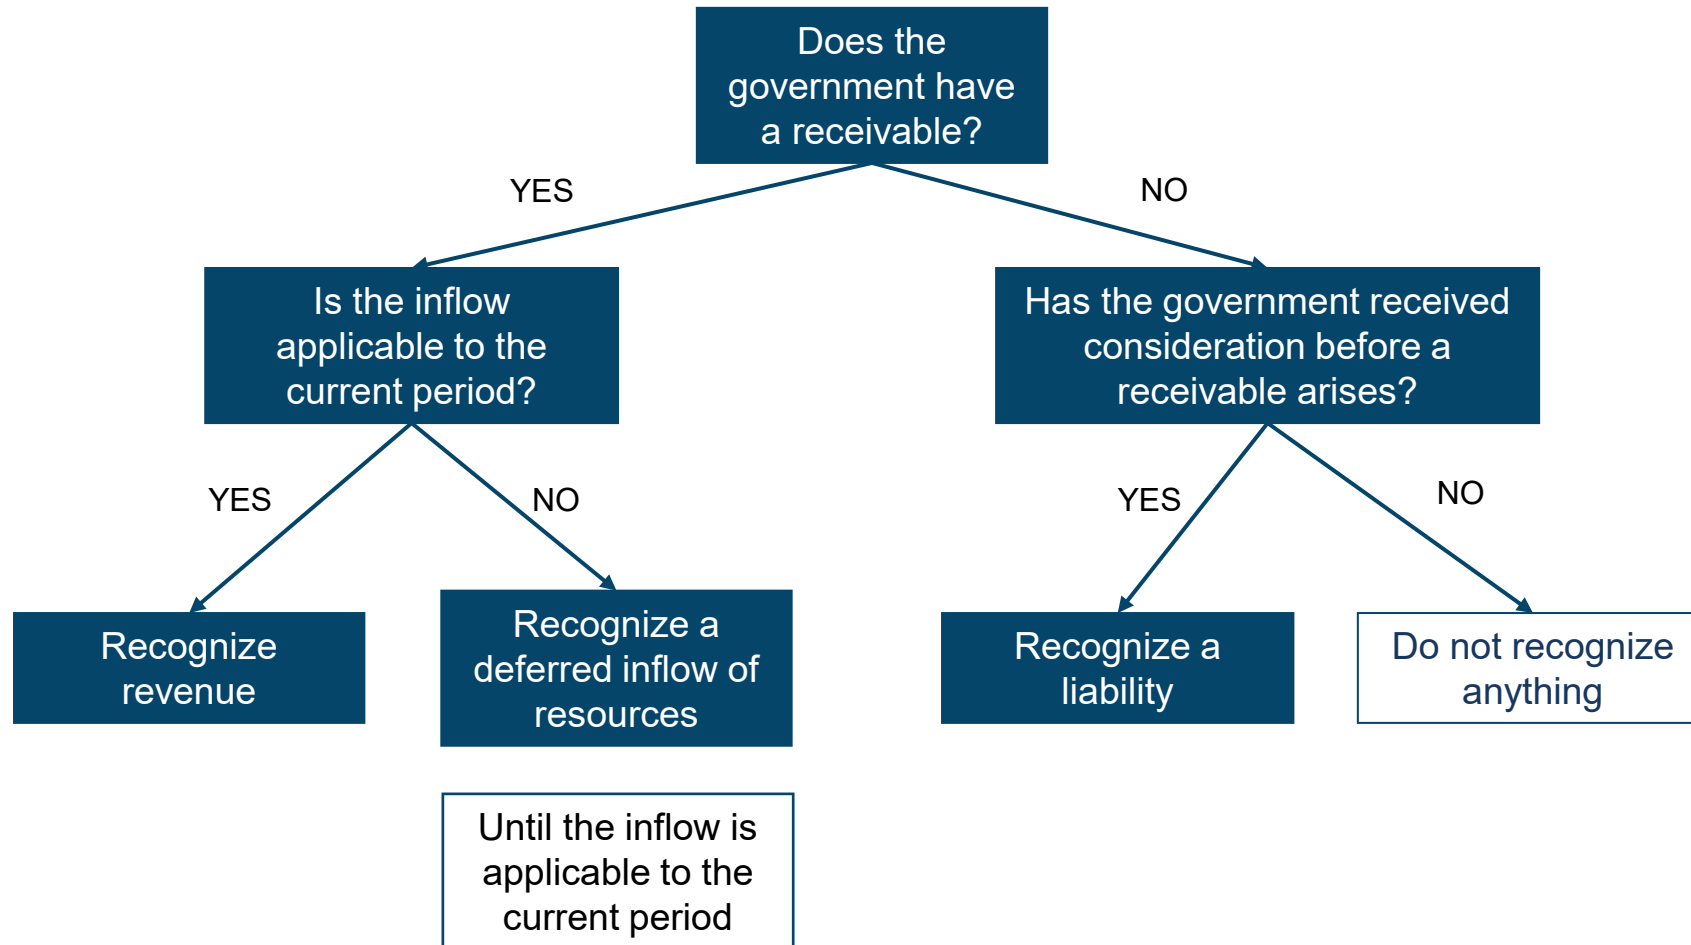 Does the
government have
a receivable?
YES
NO
Is the inflow
applicable to the
current period?
Has the government received
consideration before a
receivable arises?
YES
NO
YES
NO
Recognize
revenue
Recognize a
deferred inflow of
resources
Recognize a
liability
Do not recognize
anything
Until the inflow is
applicable to the
current period